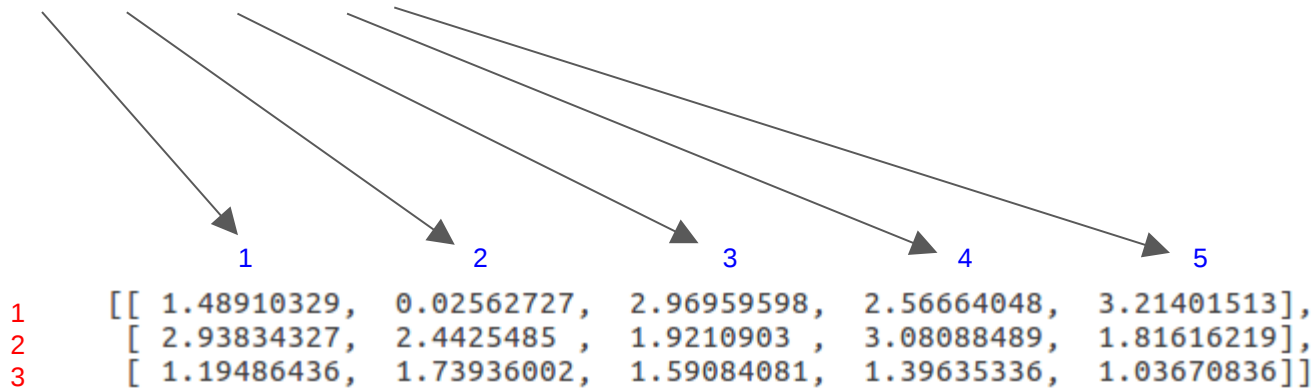 1 2 3 4 5
1 [[ 1.48910329, 0.02562727, 2.96959598, 2.56664048, 3.21401513],
2 [ 2.93834327, 2.4425485 , 1.9210903 , 3.08088489, 1.81616219],
3 [ 1.19486436, 1.73936002, 1.59084081, 1.39635336, 1.03670836]]